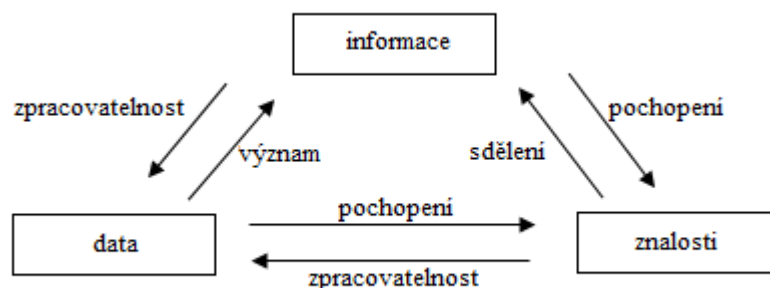 informace
zpracovatelnost
pochopení
význam
sdělení
pochopení
data
znalosti
zpracovatelnost